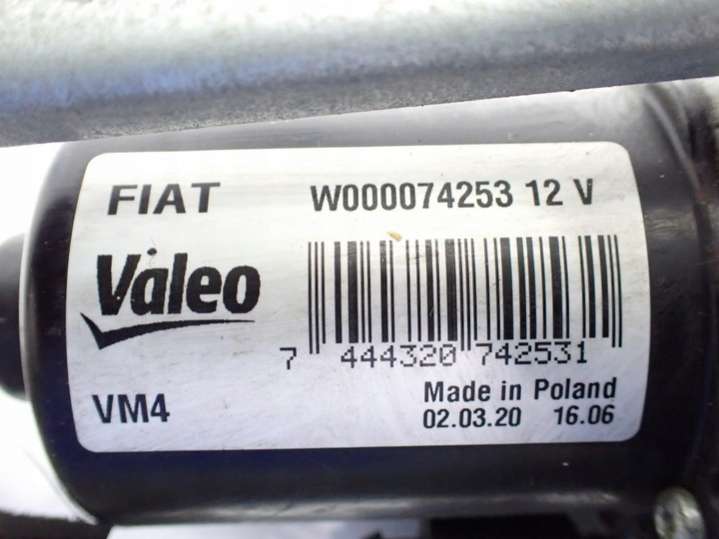 FIAT W000074253 12 V
Valeo
7 444320 742531
VM4 Made in Poland
02.03.20 16.06